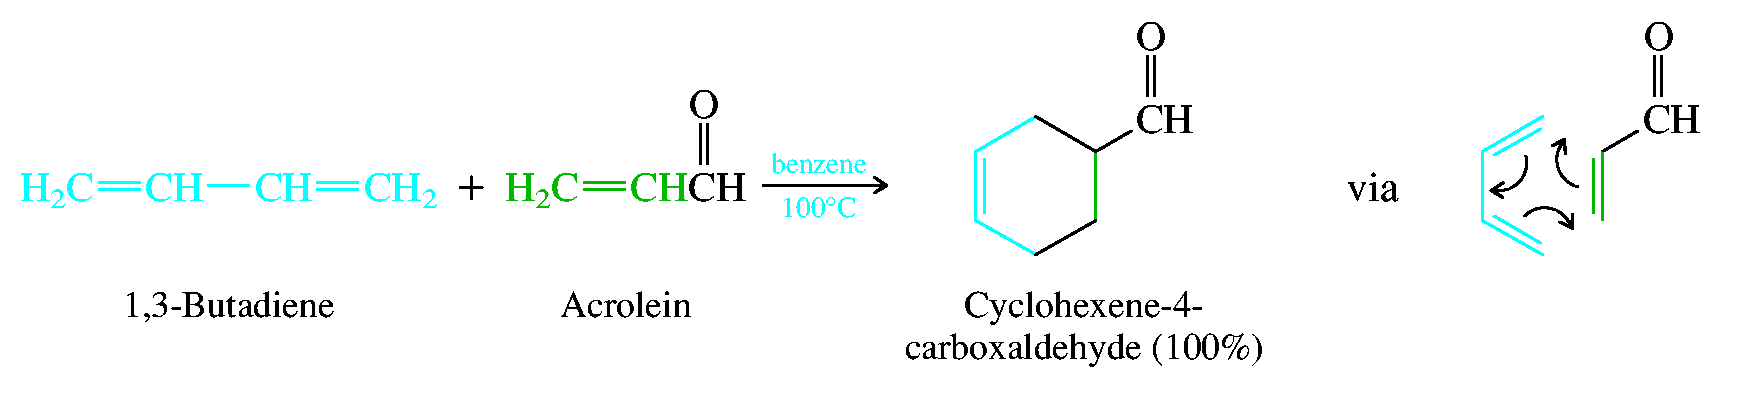 O
O
O
H₂C=CH—CH=CH₂ + H₂C=CHCH
benzene
100°C
CH
via
CH
1,3-Butadiene
Acrolein
Cyclohexene-4-
carboxaldehyde (100%)